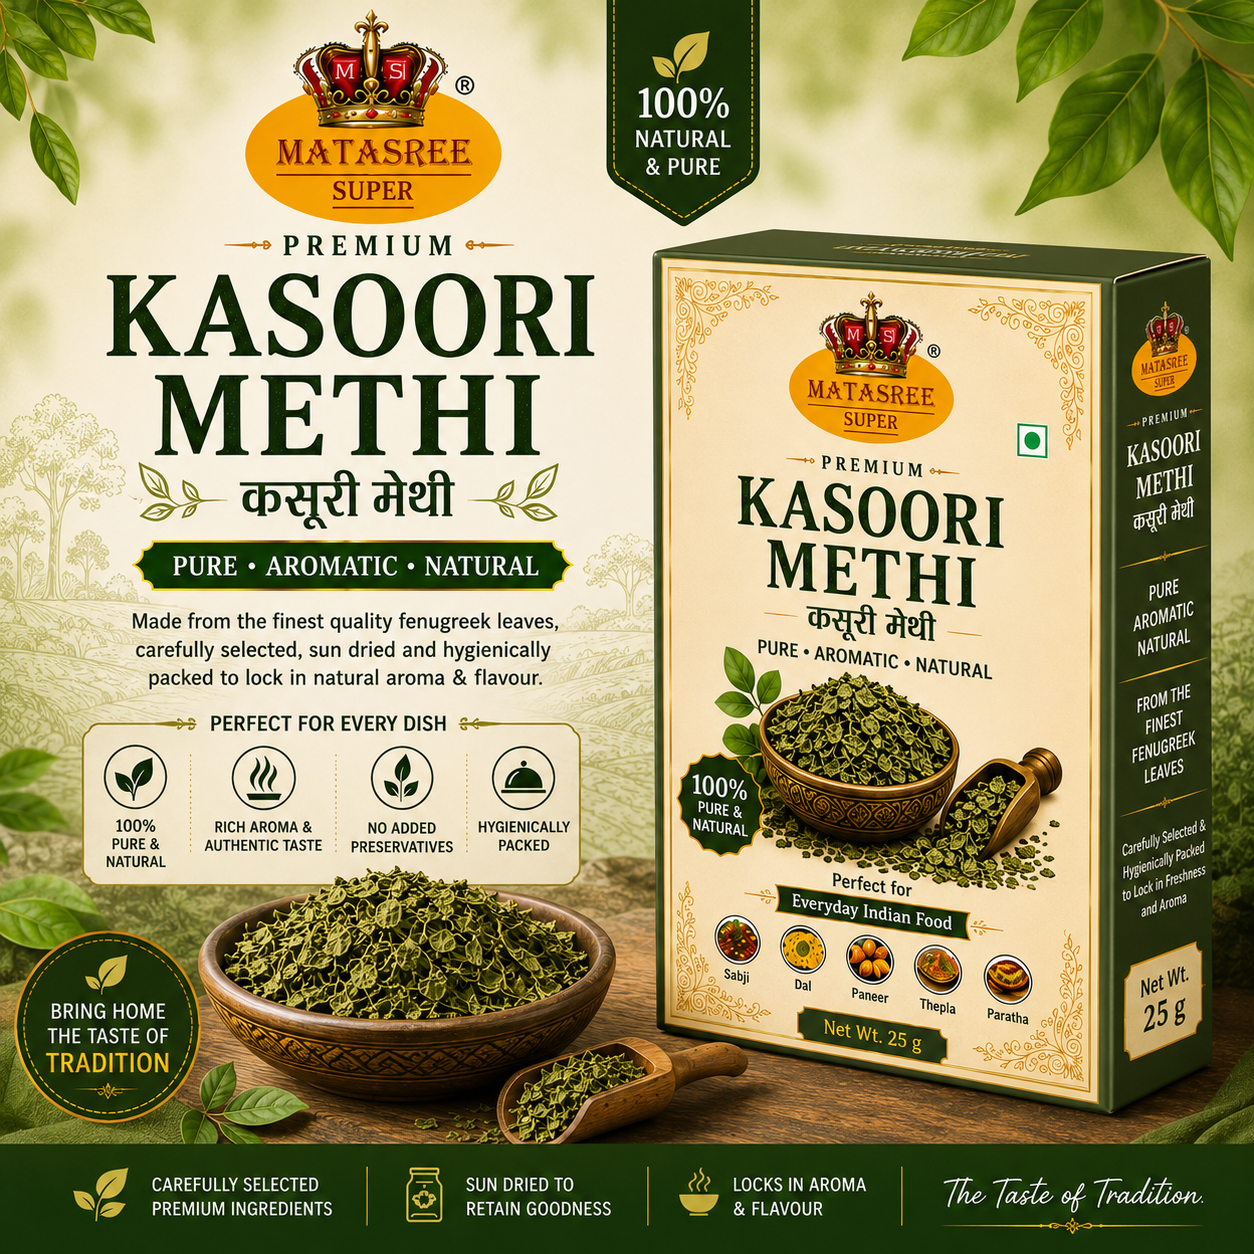 M S
®
MATASREE
SUPER
PREMIUM
KASOORI
METHI
कसूरी मेथी
PURE • AROMATIC • NATURAL
Made from the finest quality fenugreek leaves,
carefully selected, sun dried and hygienically
packed to lock in natural aroma & flavour.
PERFECT FOR EVERY DISH
100%
PURE &
NATURAL
RICH AROMA &
AUTHENTIC TASTE
NO ADDED
PRESERVATIVES
HYGIENICALLY
PACKED
BRING HOME
THE TASTE OF
TRADITION
100%
NATURAL
& PURE
M S
®
MATASREE
SUPER
PREMIUM
KASOORI
METHI
कसूरी मेथी
PURE • AROMATIC • NATURAL
100%
PURE &
NATURAL
Perfect for
Everyday Indian Food
Sabji
Dal
Paneer
Thepla
Paratha
Net Wt. 25 g
MATASREE
SUPER
PREMIUM
KASOORI
METHI
कसूरी मेथी
PURE
AROMATIC
NATURAL
FROM THE
FINEST
FENUGREEK
LEAVES
Carefully Selected &
Hygienically Packed
to Lock in Freshness
and Aroma
Net Wt.
25 g
CAREFULLY SELECTED
PREMIUM INGREDIENTS
SUN DRIED TO
RETAIN GOODNESS
LOCKS IN AROMA
& FLAVOUR
The Taste of Tradition.